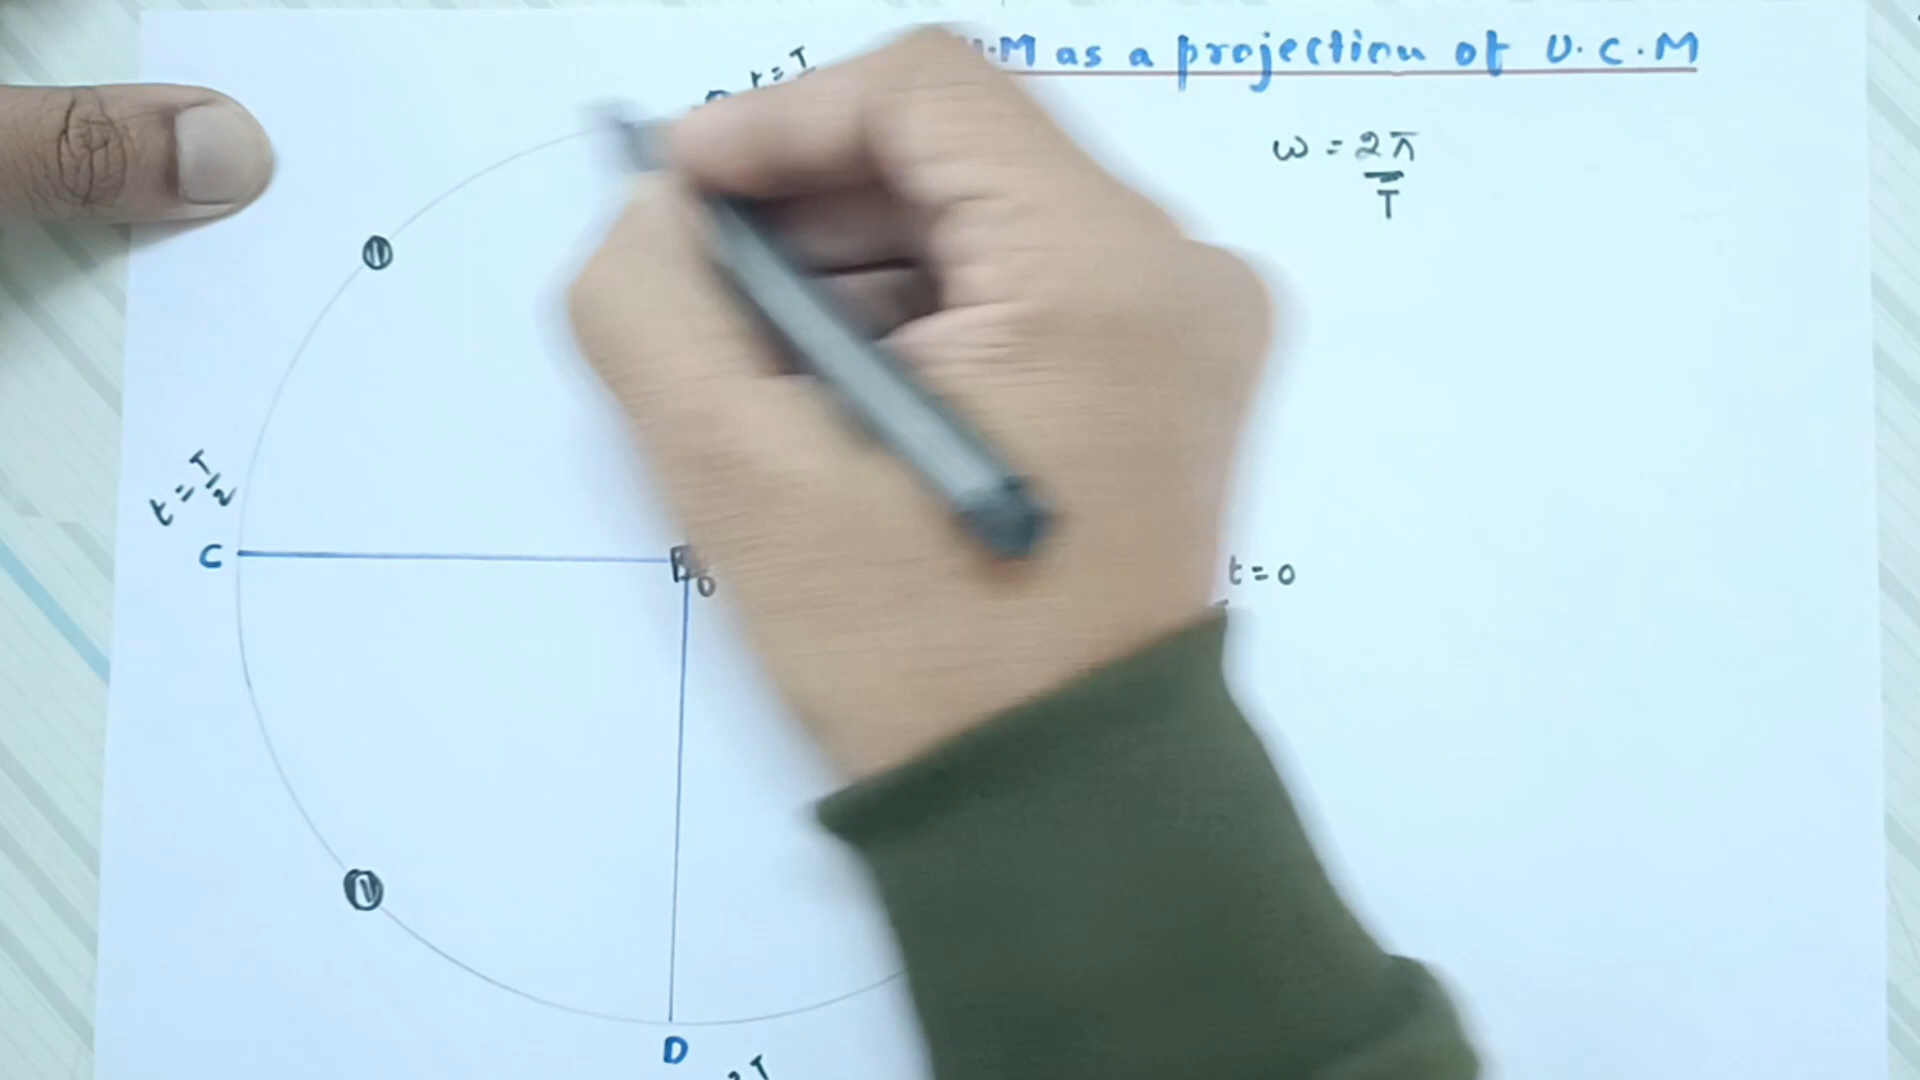 .M as a projection of U.C.M
t = T
ω = 2π
T
t = T/2
C
O
t = 0
D
T